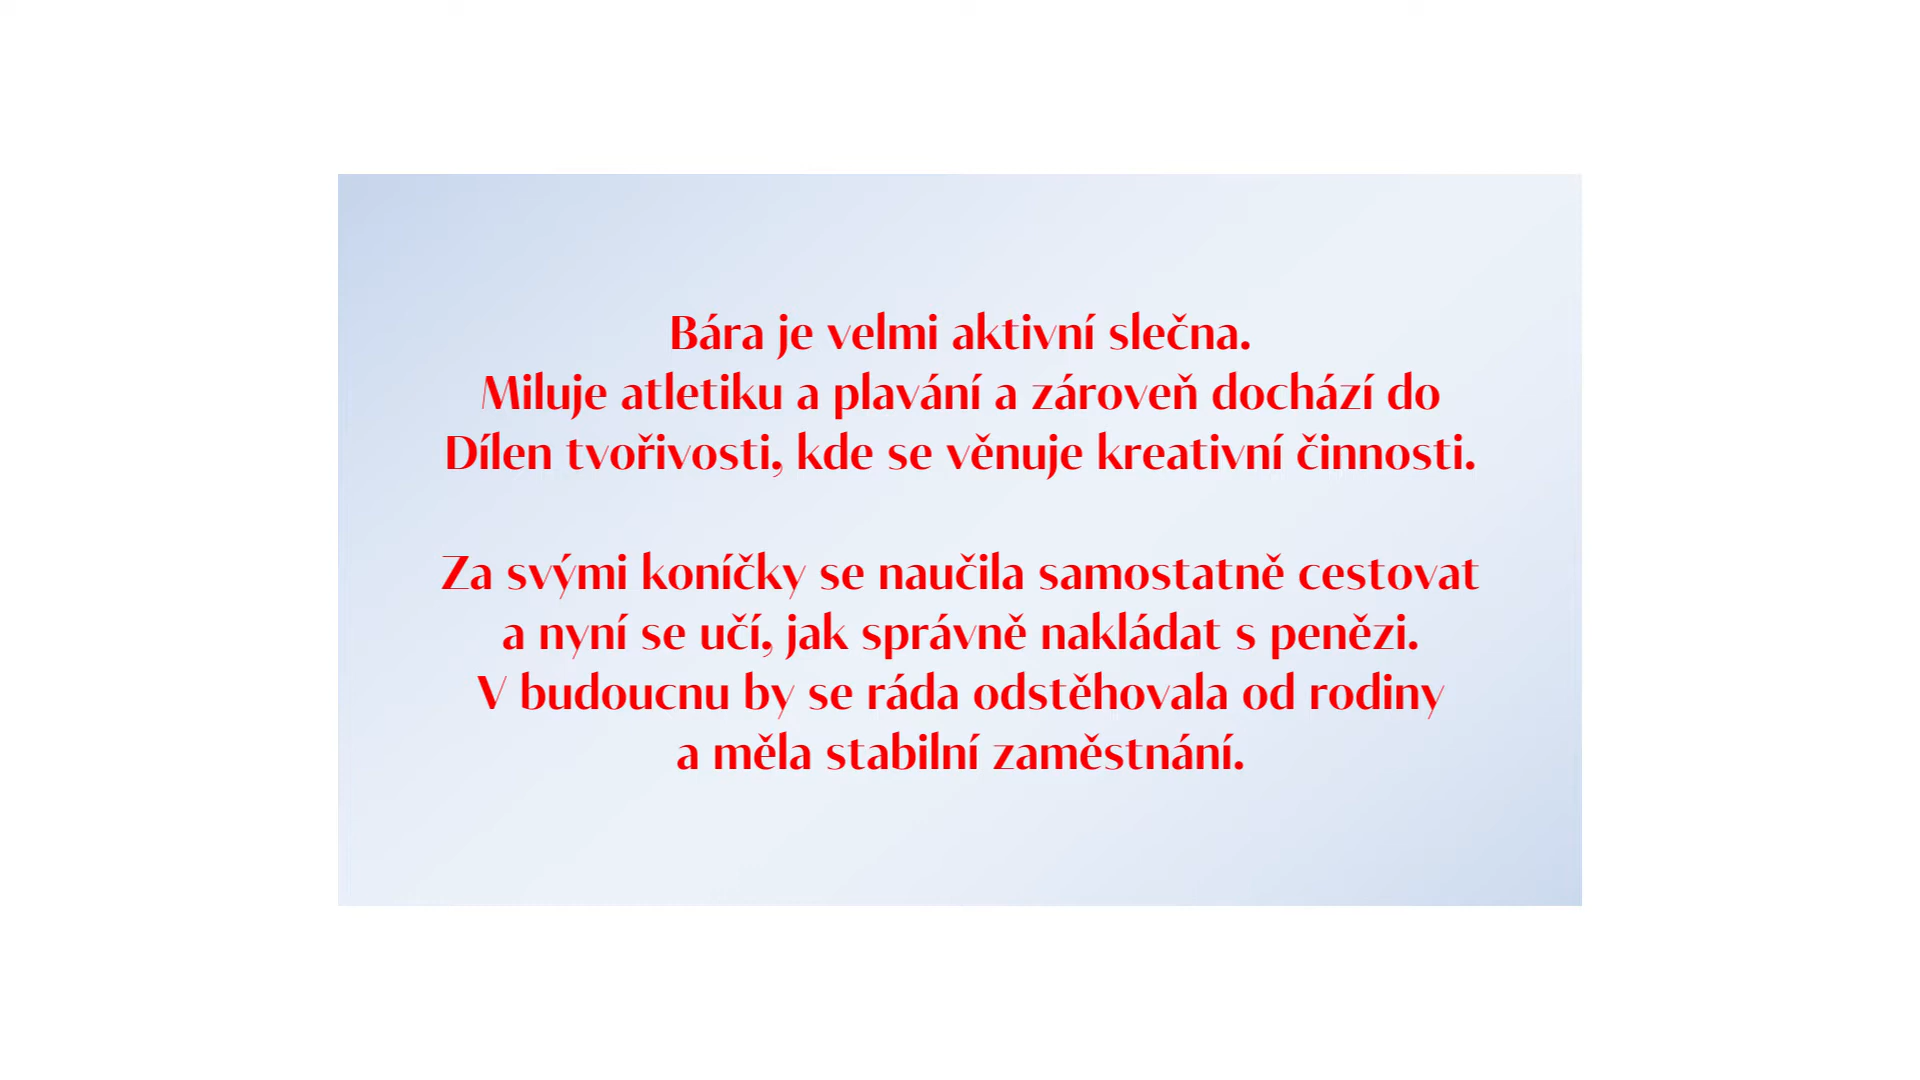 Bára je velmi aktivní slečna.
Miluje atletiku a plavání a zároveň dochází do
Dílen tvořivosti, kde se věnuje kreativní činnosti.
Za svými koníčky se naučila samostatně cestovat
a nyní se učí, jak správně nakládat s penězi.
V budoucnu by se ráda odstěhovala od rodiny
a měla stabilní zaměstnání.